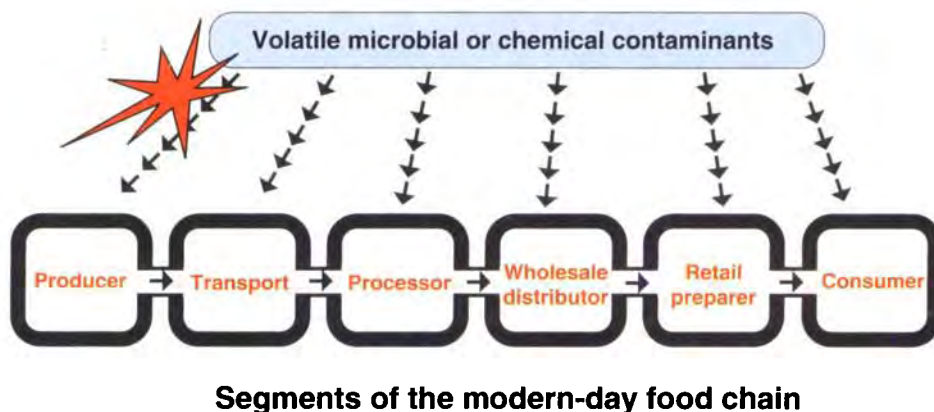 Volatile microbial or chemical contaminants
Producer
Transport
Processor
Wholesale
distributor
Retail
preparer
Consumer
Segments of the modern-day food chain